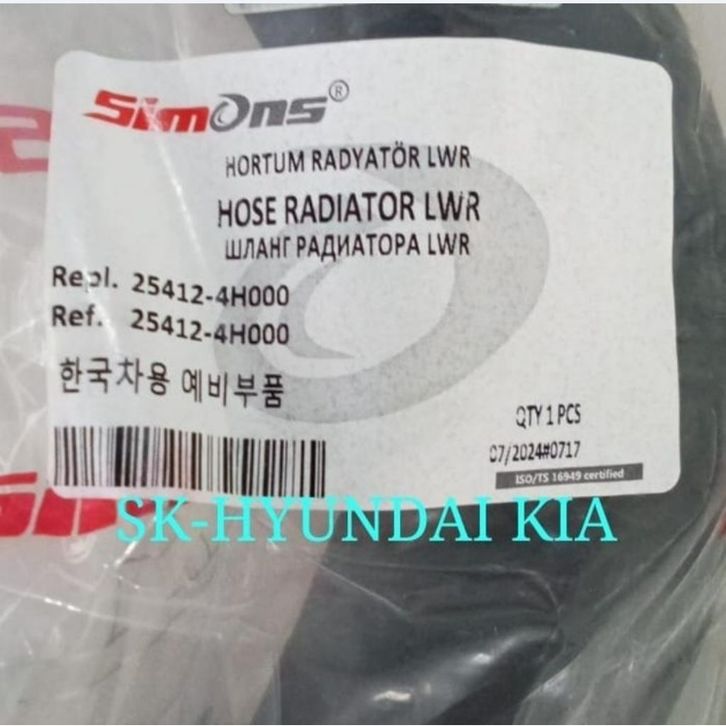 Simons®
HORTUM RADYATÖR LWR
HOSE RADIATOR LWR
ШЛАНГ РАДИАТОРА LWR
Repl. 25412-4H000
Ref. 25412-4H000
한국차용 예비부품
QTY 1 PCS
07/2024#0717
ISO/TS 16949 certified
SK-HYUNDAI KIA